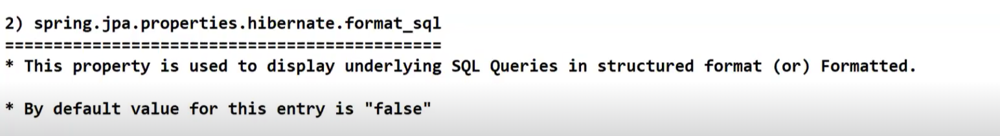 2) spring.jpa.properties.hibernate.format_sql
=============================================
* This property is used to display underlying SQL Queries in structured format (or) Formatted.
* By default value for this entry is "false"